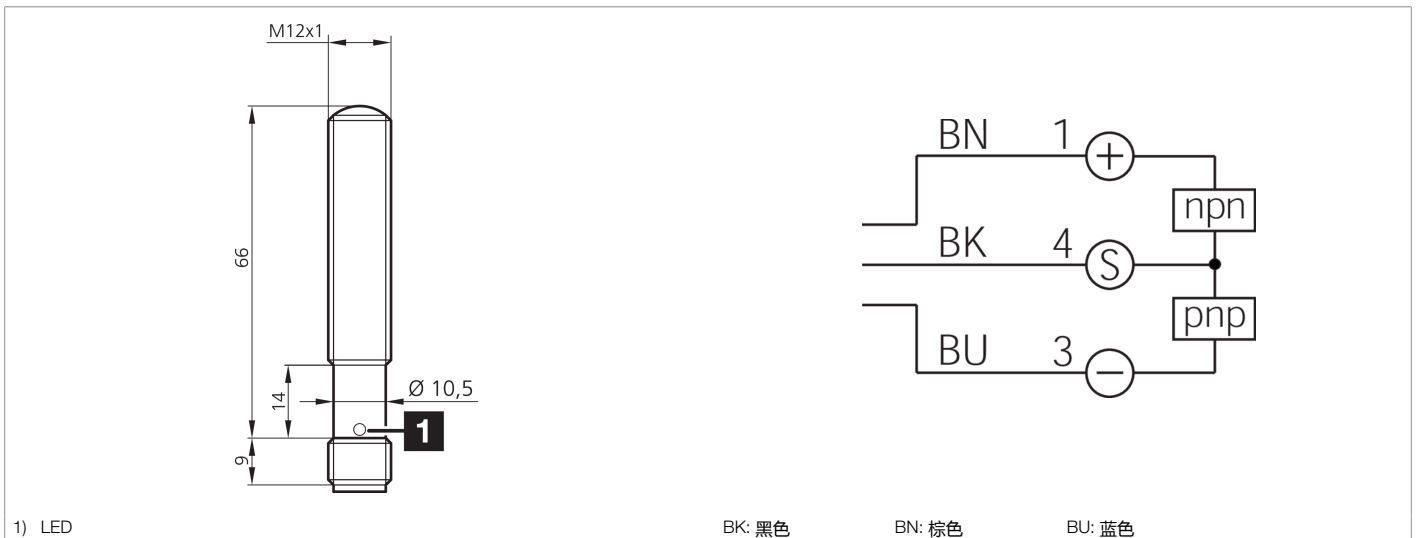 M12x1
66
14
Ø 10,5
1
9
BN 1 +
npn
BK 4 S
pnp
BU 3 −
1) LED
BK: 黑色 BN: 棕色 BU: 蓝色